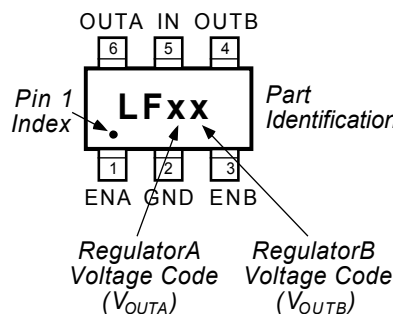 OUTA IN OUTB
6 5 4
Pin 1
Index
LFxx
Part
Identification
1 2 3
ENA GND ENB
RegulatorA
Voltage Code
(VOUTA)
RegulatorB
Voltage Code
(VOUTB)